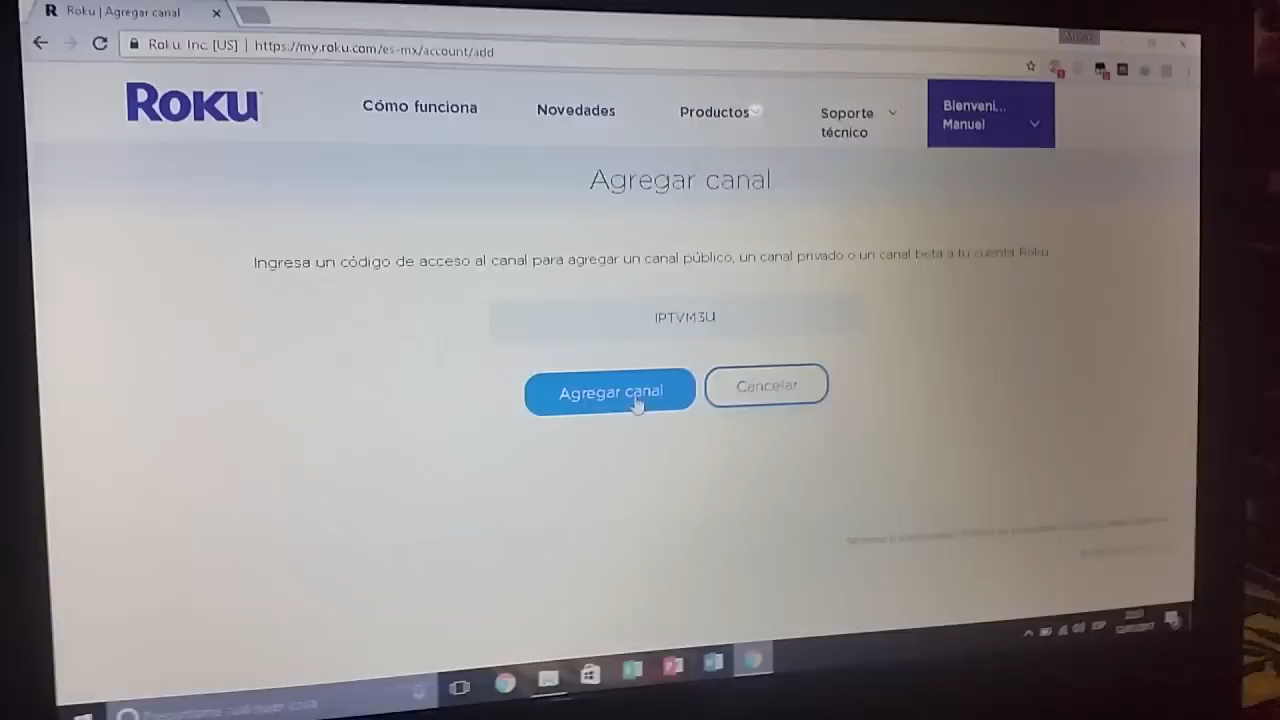 R Roku | Agregar canal
Roku, Inc. [US] | https://my.roku.com/es-mx/account/add
Roku
Cómo funciona
Novedades
Productos
Soporte
técnico
Bienveni...
Manuel
Agregar canal
Ingresa un código de acceso al canal para agregar un canal público, un canal privado o un canal beta a tu cuenta Roku
IPTVM3U
Agregar canal
Cancelar